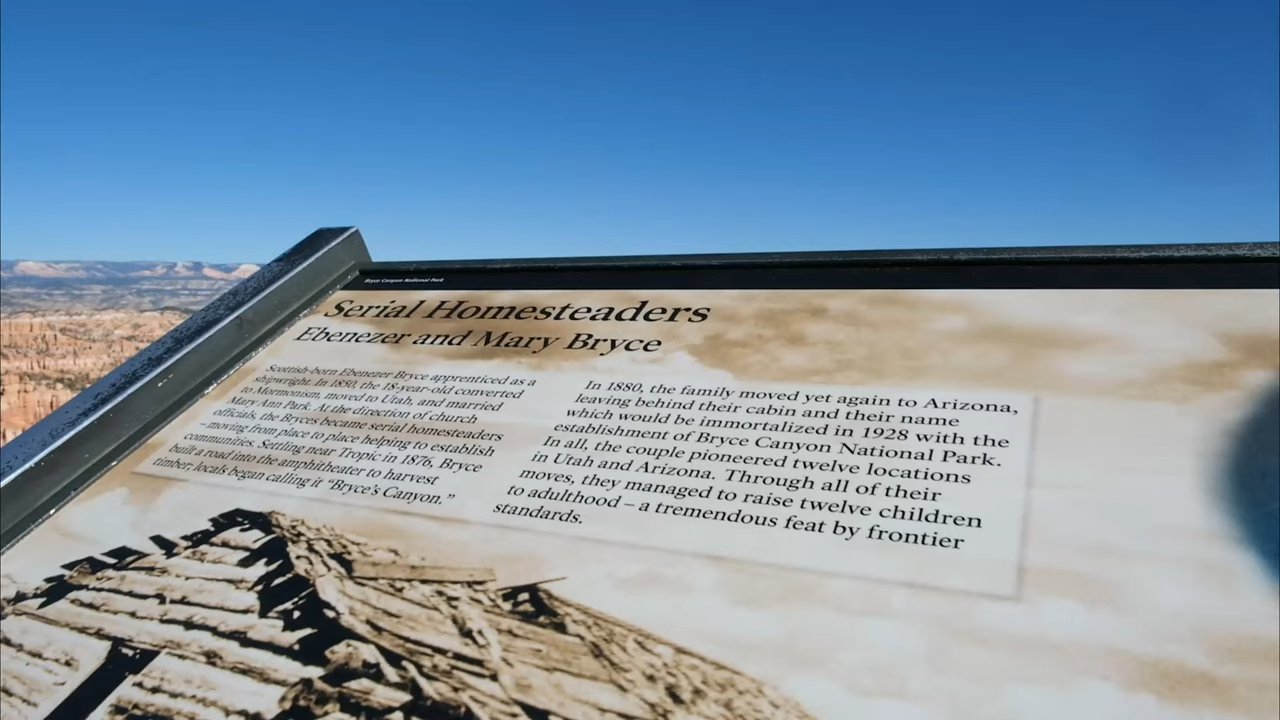 Bryce Canyon National Park
Serial Homesteaders
Ebenezer and Mary Bryce
Scottish-born Ebenezer Bryce apprenticed as a
shipwright. In 1850, the 18-year-old converted
to Mormonism, moved to Utah, and married
Mary Ann Park. At the direction of church
officials, the Bryces became serial homesteaders
– moving from place to place helping to establish
communities. Settling near Tropic in 1876, Bryce
built a road into the amphitheater to harvest
timber; locals began calling it “Bryce’s Canyon.”
In 1880, the family moved yet again to Arizona,
leaving behind their cabin and their name
which would be immortalized in 1928 with the
establishment of Bryce Canyon National Park.
In all, the couple pioneered twelve locations
in Utah and Arizona. Through all of their
moves, they managed to raise twelve children
to adulthood – a tremendous feat by frontier
standards.